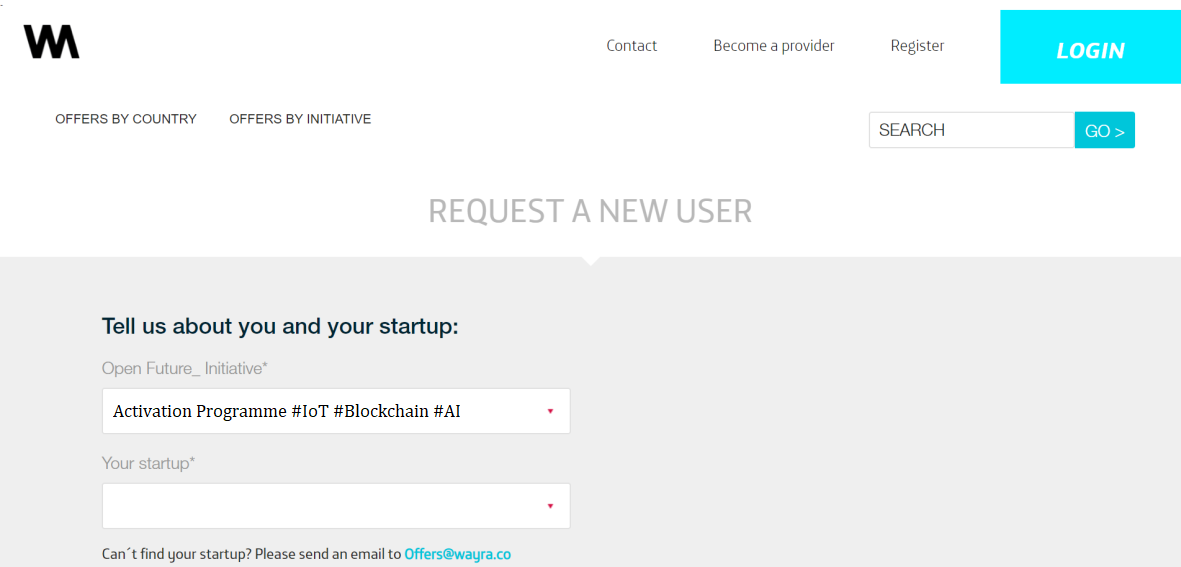 WA
Contact Become a provider Register LOGIN
OFFERS BY COUNTRY OFFERS BY INITIATIVE SEARCH GO >
REQUEST A NEW USER
Tell us about you and your startup:
Open Future_ Initiative*
Activation Programme #IoT #Blockchain #AI
Your startup*
Can´t find your startup? Please send an email to Offers@wayra.co